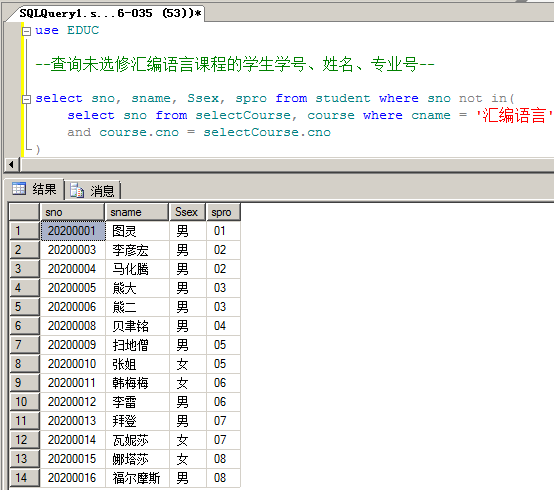 SQLQuery1.s...6-035 (53))*
use EDUC
--查询未选修汇编语言课程的学生学号、姓名、专业号--
select sno, sname, Ssex, spro from student where sno not in(
select sno from selectCourse, course where cname = '汇编语言'
and course.cno = selectCourse.cno
)
结果 消息
sno sname Ssex spro
1 20200001 图灵 男 01
2 20200003 李彦宏 男 02
3 20200004 马化腾 男 02
4 20200005 熊大 男 03
5 20200006 熊二 男 03
6 20200008 贝聿铭 男 04
7 20200009 扫地僧 男 05
8 20200010 张姐 女 05
9 20200011 韩梅梅 女 06
10 20200012 李雷 男 06
11 20200013 拜登 男 07
12 20200014 瓦妮莎 女 07
13 20200015 娜塔莎 女 08
14 20200016 福尔摩斯 男 08